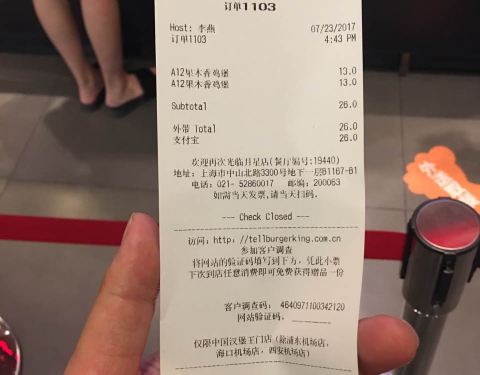 订单1103
Host: 李燕 07/23/2017
订单1103 4:43 PM
A12果木香鸡堡 13.0
A12果木香鸡堡 13.0
Subtotal 26.0
外带 Total 26.0
支付宝 26.0
欢迎再次光临月星店(餐厅编号:19440)
地址: 上海市中山北路3300号地下一层B1167-B1
电话: 021- 52860017 邮编: 200063
如需当天发票,请当天扫码.
--- Check Closed ---
访问: http://tellburgerking.com.cn
参加客户调查
将网站的验证码填写到下方, 凭此小票
下次到店任意消费即可免费获得赠品一份
客户调查码: 4640971100342120
网站验证码:
仅限中国汉堡王门店(除浦东机场店,
海口机场店, 西安机场店)